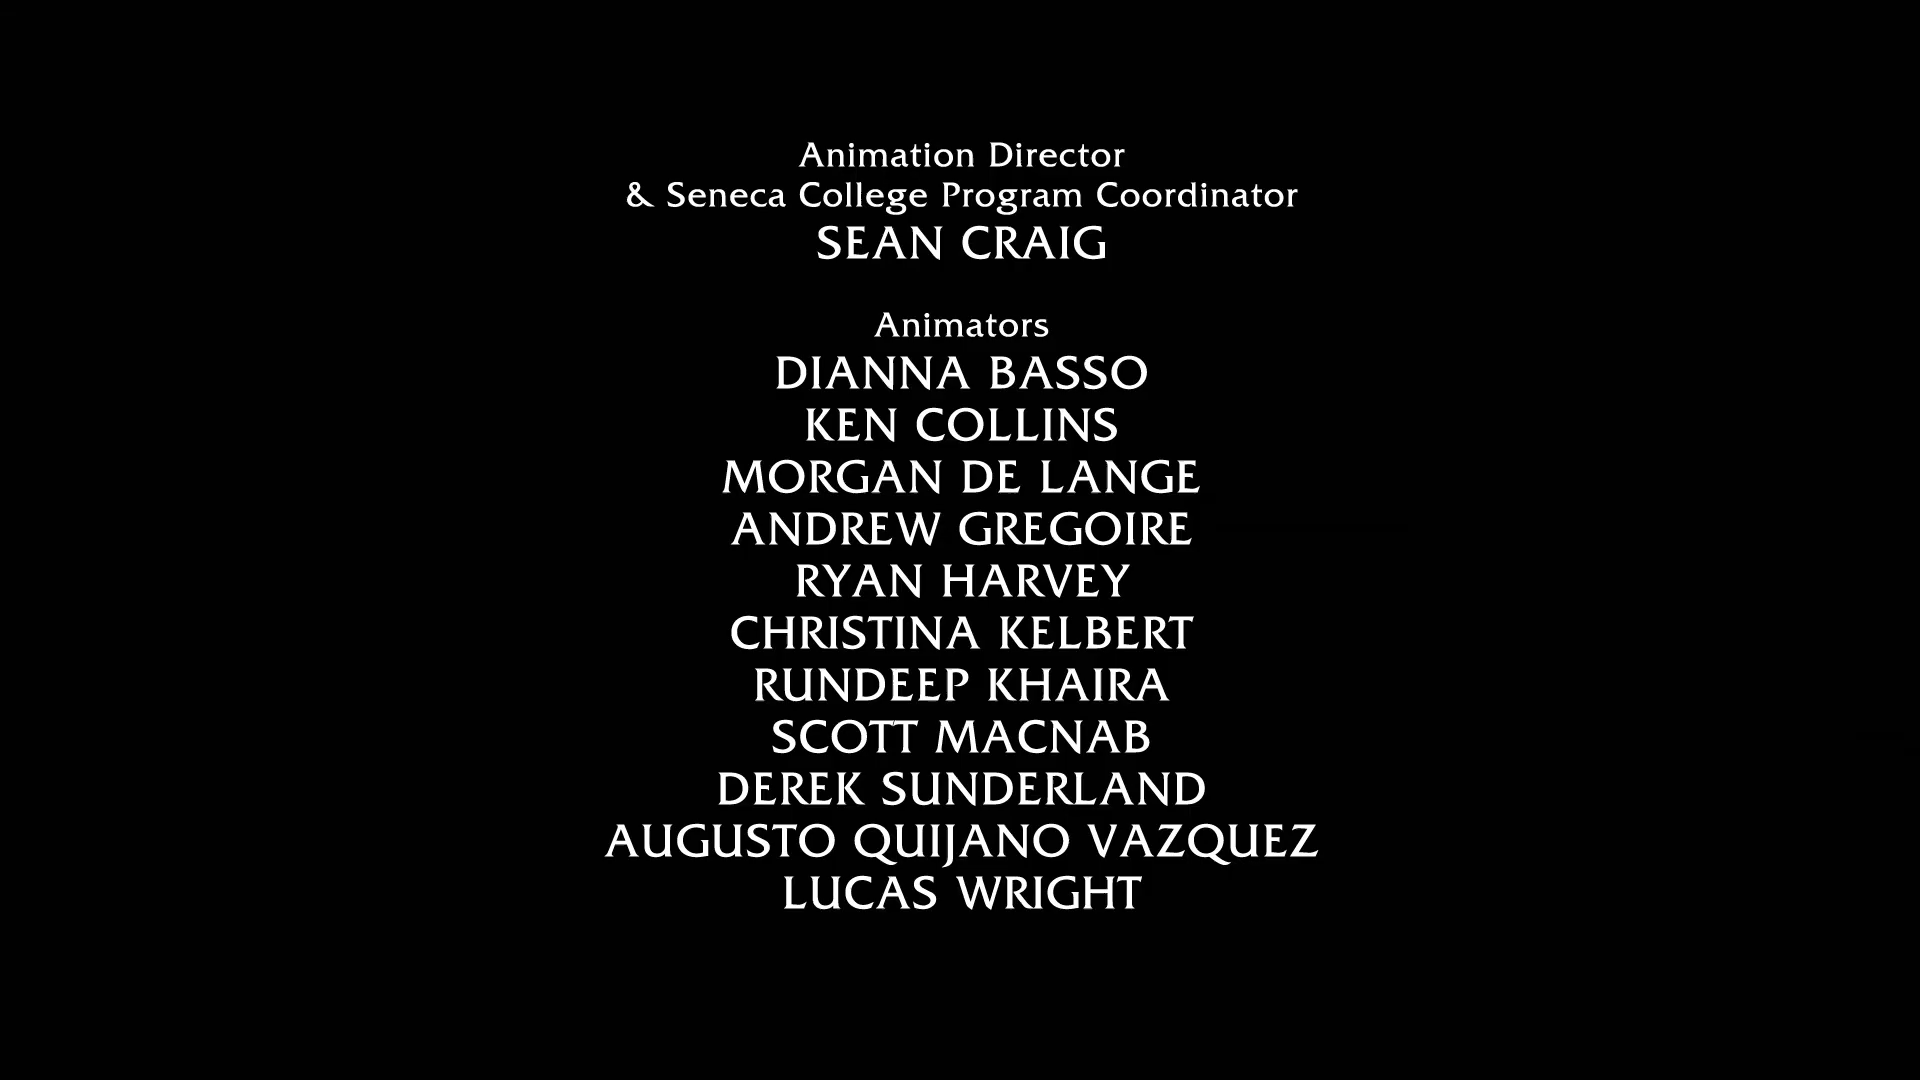 Animation Director
& Seneca College Program Coordinator
SEAN CRAIG
Animators
DIANNA BASSO
KEN COLLINS
MORGAN DE LANGE
ANDREW GREGOIRE
RYAN HARVEY
CHRISTINA KELBERT
RUNDEEP KHAIRA
SCOTT MACNAB
DEREK SUNDERLAND
AUGUSTO QUIJANO VAZQUEZ
LUCAS WRIGHT